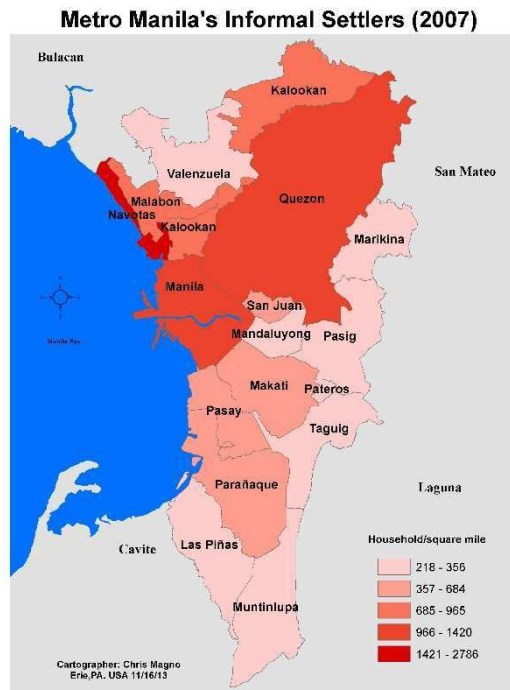 Metro Manila's Informal Settlers (2007)
Bulacan
Kalookan
Valenzuela
San Mateo
Quezon
Malabon
Navotas
Kalookan
Marikina
Manila
San Juan
Mandaluyong
Pasig
Manila Bay
Makati
Pateros
Pasay
Taguig
Parañaque
Laguna
Las Piñas
Cavite
Muntinlupa
Household/square mile
218 - 356
357 - 684
685 - 965
966 - 1420
1421 - 2786
Cartographer: Chris Magno
Erie,PA. USA 11/16/13